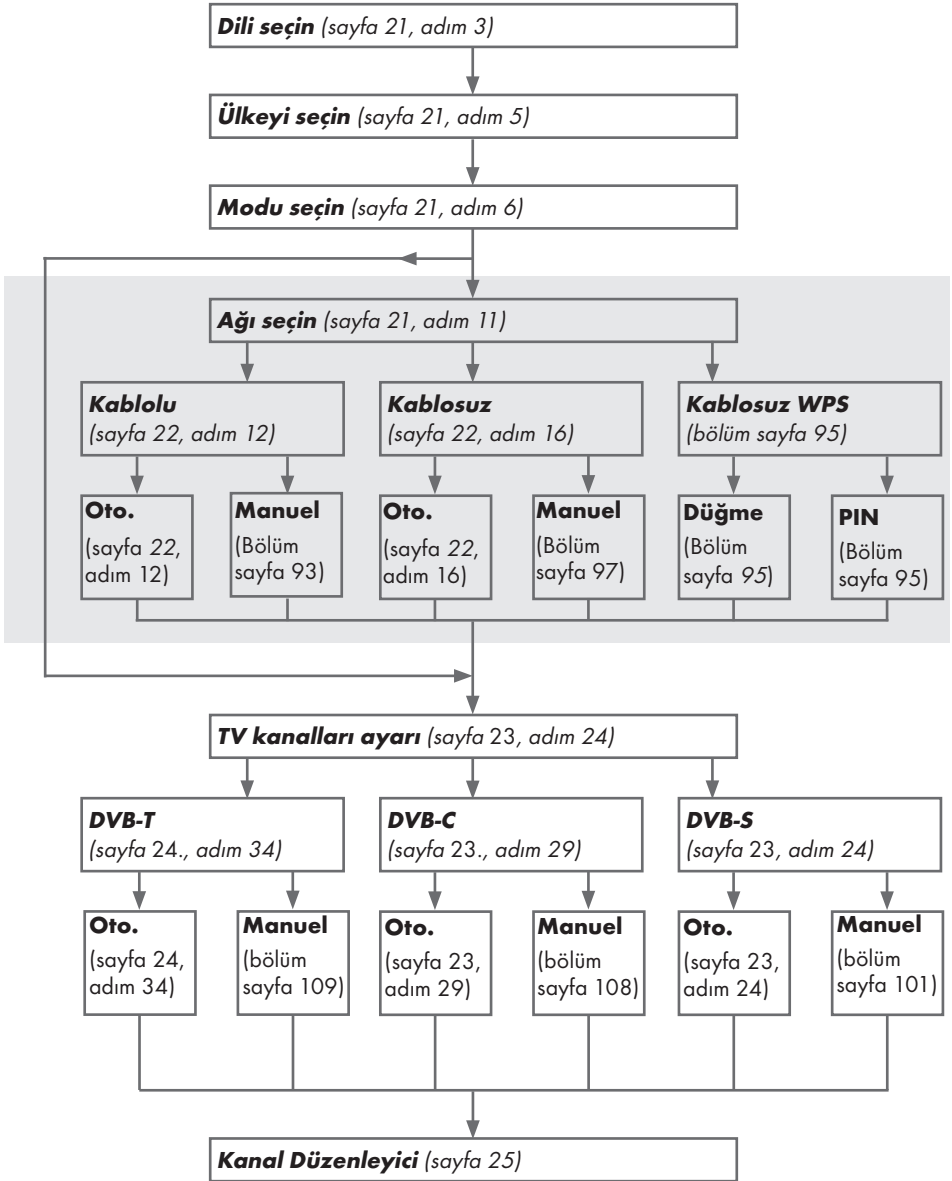 Dili seçin (sayfa 21, adım 3)
Ülkeyi seçin (sayfa 21, adım 5)
Modu seçin (sayfa 21, adım 6)
Ağı seçin (sayfa 21, adım 11)
Kablolu
(sayfa 22, adım 12)
Kablosuz
(sayfa 22, adım 16)
Kablosuz WPS
(bölüm sayfa 95)
Oto.
(sayfa 22,
adım 12)
Manuel
(Bölüm
sayfa 93)
Oto.
(sayfa 22,
adım 16)
Manuel
(Bölüm
sayfa 97)
Düğme
(Bölüm
sayfa 95)
PIN
(Bölüm
sayfa 95)
TV kanalları ayarı (sayfa 23, adım 24)
DVB-T
(sayfa 24., adım 34)
DVB-C
(sayfa 23., adım 29)
DVB-S
(sayfa 23, adım 24)
Oto.
(sayfa 24,
adım 34)
Manuel
(bölüm
sayfa 109)
Oto.
(sayfa 23,
adım 29)
Manuel
(bölüm
sayfa 108)
Oto.
(sayfa 23,
adım 24)
Manuel
(bölüm
sayfa 101)
Kanal Düzenleyici (sayfa 25)